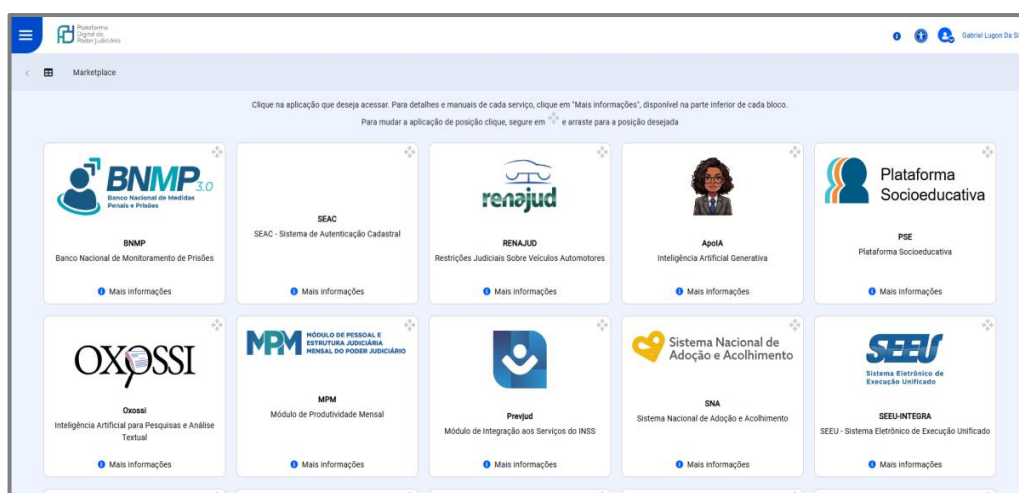 Plataforma
Digital do
Poder Judiciário
Gabriel Lugon Da Si
Marketplace
Clique na aplicação que deseja acessar. Para detalhes e manuais de cada serviço, clique em "Mais informações", disponível na parte inferior de cada bloco.
Para mudar a aplicação de posição clique, segure em e arraste para a posição desejada
BNMP 3.0
Banco Nacional de Medidas
Penais e Prisões
BNMP
Banco Nacional de Monitoramento de Prisões
Mais informações
SEAC
SEAC - Sistema de Autenticação Cadastral
Mais informações
renajud
RENAJUD
Restrições Judiciais Sobre Veículos Automotores
Mais informações
ApoIA
Inteligência Artificial Generativa
Mais informações
Plataforma
Socioeducativa
PSE
Plataforma Socioeducativa
Mais informações
OXOSSI
Oxossi
Inteligência Artificial para Pesquisas e Análise
Textual
Mais informações
MPM
MÓDULO DE PESSOAL E
ESTRUTURA JUDICIÁRIA
MENSAL DO PODER JUDICIÁRIO
MPM
Módulo de Produtividade Mensal
Mais informações
Prevjud
Módulo de Integração aos Serviços do INSS
Mais informações
Sistema Nacional de
Adoção e Acolhimento
SNA
Sistema Nacional de Adoção e Acolhimento
Mais informações
SEEU
Sistema Eletrônico de
Execução Unificado
SEEU-INTEGRA
SEEU - Sistema Eletrônico de Execução Unificado
Mais informações